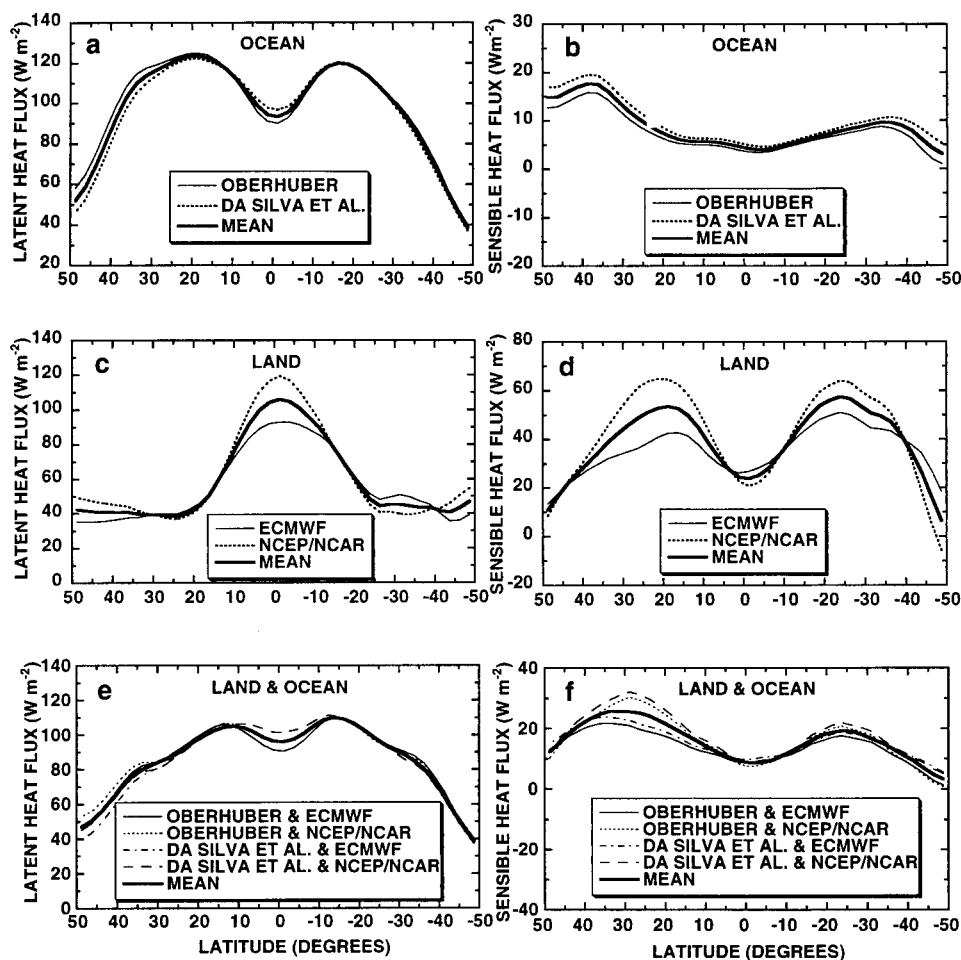 a
OCEAN
LATENT HEAT FLUX (W m-2)
140
120
100
80
60
40
20
OBERHUBER
DA SILVA ET AL.
MEAN
50 40 30 20 10 0 -10 -20 -30 -40 -50
b
OCEAN
SENSIBLE HEAT FLUX (Wm-2)
30
20
10
0
-10
-20
OBERHUBER
DA SILVA ET AL.
MEAN
50 40 30 20 10 0 -10 -20 -30 -40 -50
c
LAND
LATENT HEAT FLUX (W m-2)
140
120
100
80
60
40
20
0
ECMWF
NCEP/NCAR
MEAN
50 40 30 20 10 0 -10 -20 -30 -40 -50
d
LAND
SENSIBLE HEAT FLUX (W m-2)
80
60
40
20
0
-20
ECMWF
NCEP/NCAR
MEAN
50 40 30 20 10 0 -10 -20 -30 -40 -50
e
LAND & OCEAN
LATENT HEAT FLUX (W m-2)
140
120
100
80
60
40
20
0
OBERHUBER & ECMWF
OBERHUBER & NCEP/NCAR
DA SILVA ET AL. & ECMWF
DA SILVA ET AL. & NCEP/NCAR
MEAN
50 40 30 20 10 0 -10 -20 -30 -40 -50
LATITUDE (DEGREES)
f
LAND & OCEAN
SENSIBLE HEAT FLUX (W m-2)
40
20
0
-20
-40
OBERHUBER & ECMWF
OBERHUBER & NCEP/NCAR
DA SILVA ET AL. & ECMWF
DA SILVA ET AL. & NCEP/NCAR
MEAN
50 40 30 20 10 0 -10 -20 -30 -40 -50
LATITUDE (DEGREES)